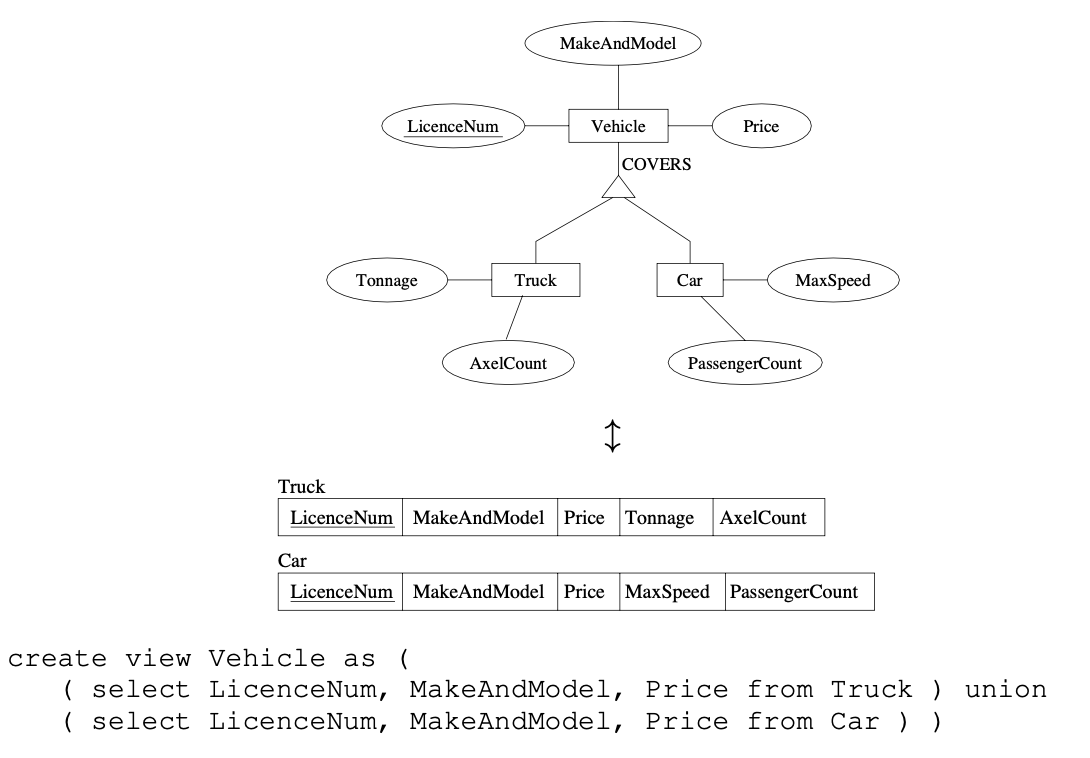 MakeAndModel
LicenceNum Vehicle Price
COVERS
Tonnage Truck Car MaxSpeed
AxelCount PassengerCount
↕
Truck
LicenceNum MakeAndModel Price Tonnage AxelCount
Car
LicenceNum MakeAndModel Price MaxSpeed PassengerCount
create view Vehicle as (
( select LicenceNum, MakeAndModel, Price from Truck ) union
( select LicenceNum, MakeAndModel, Price from Car ) )